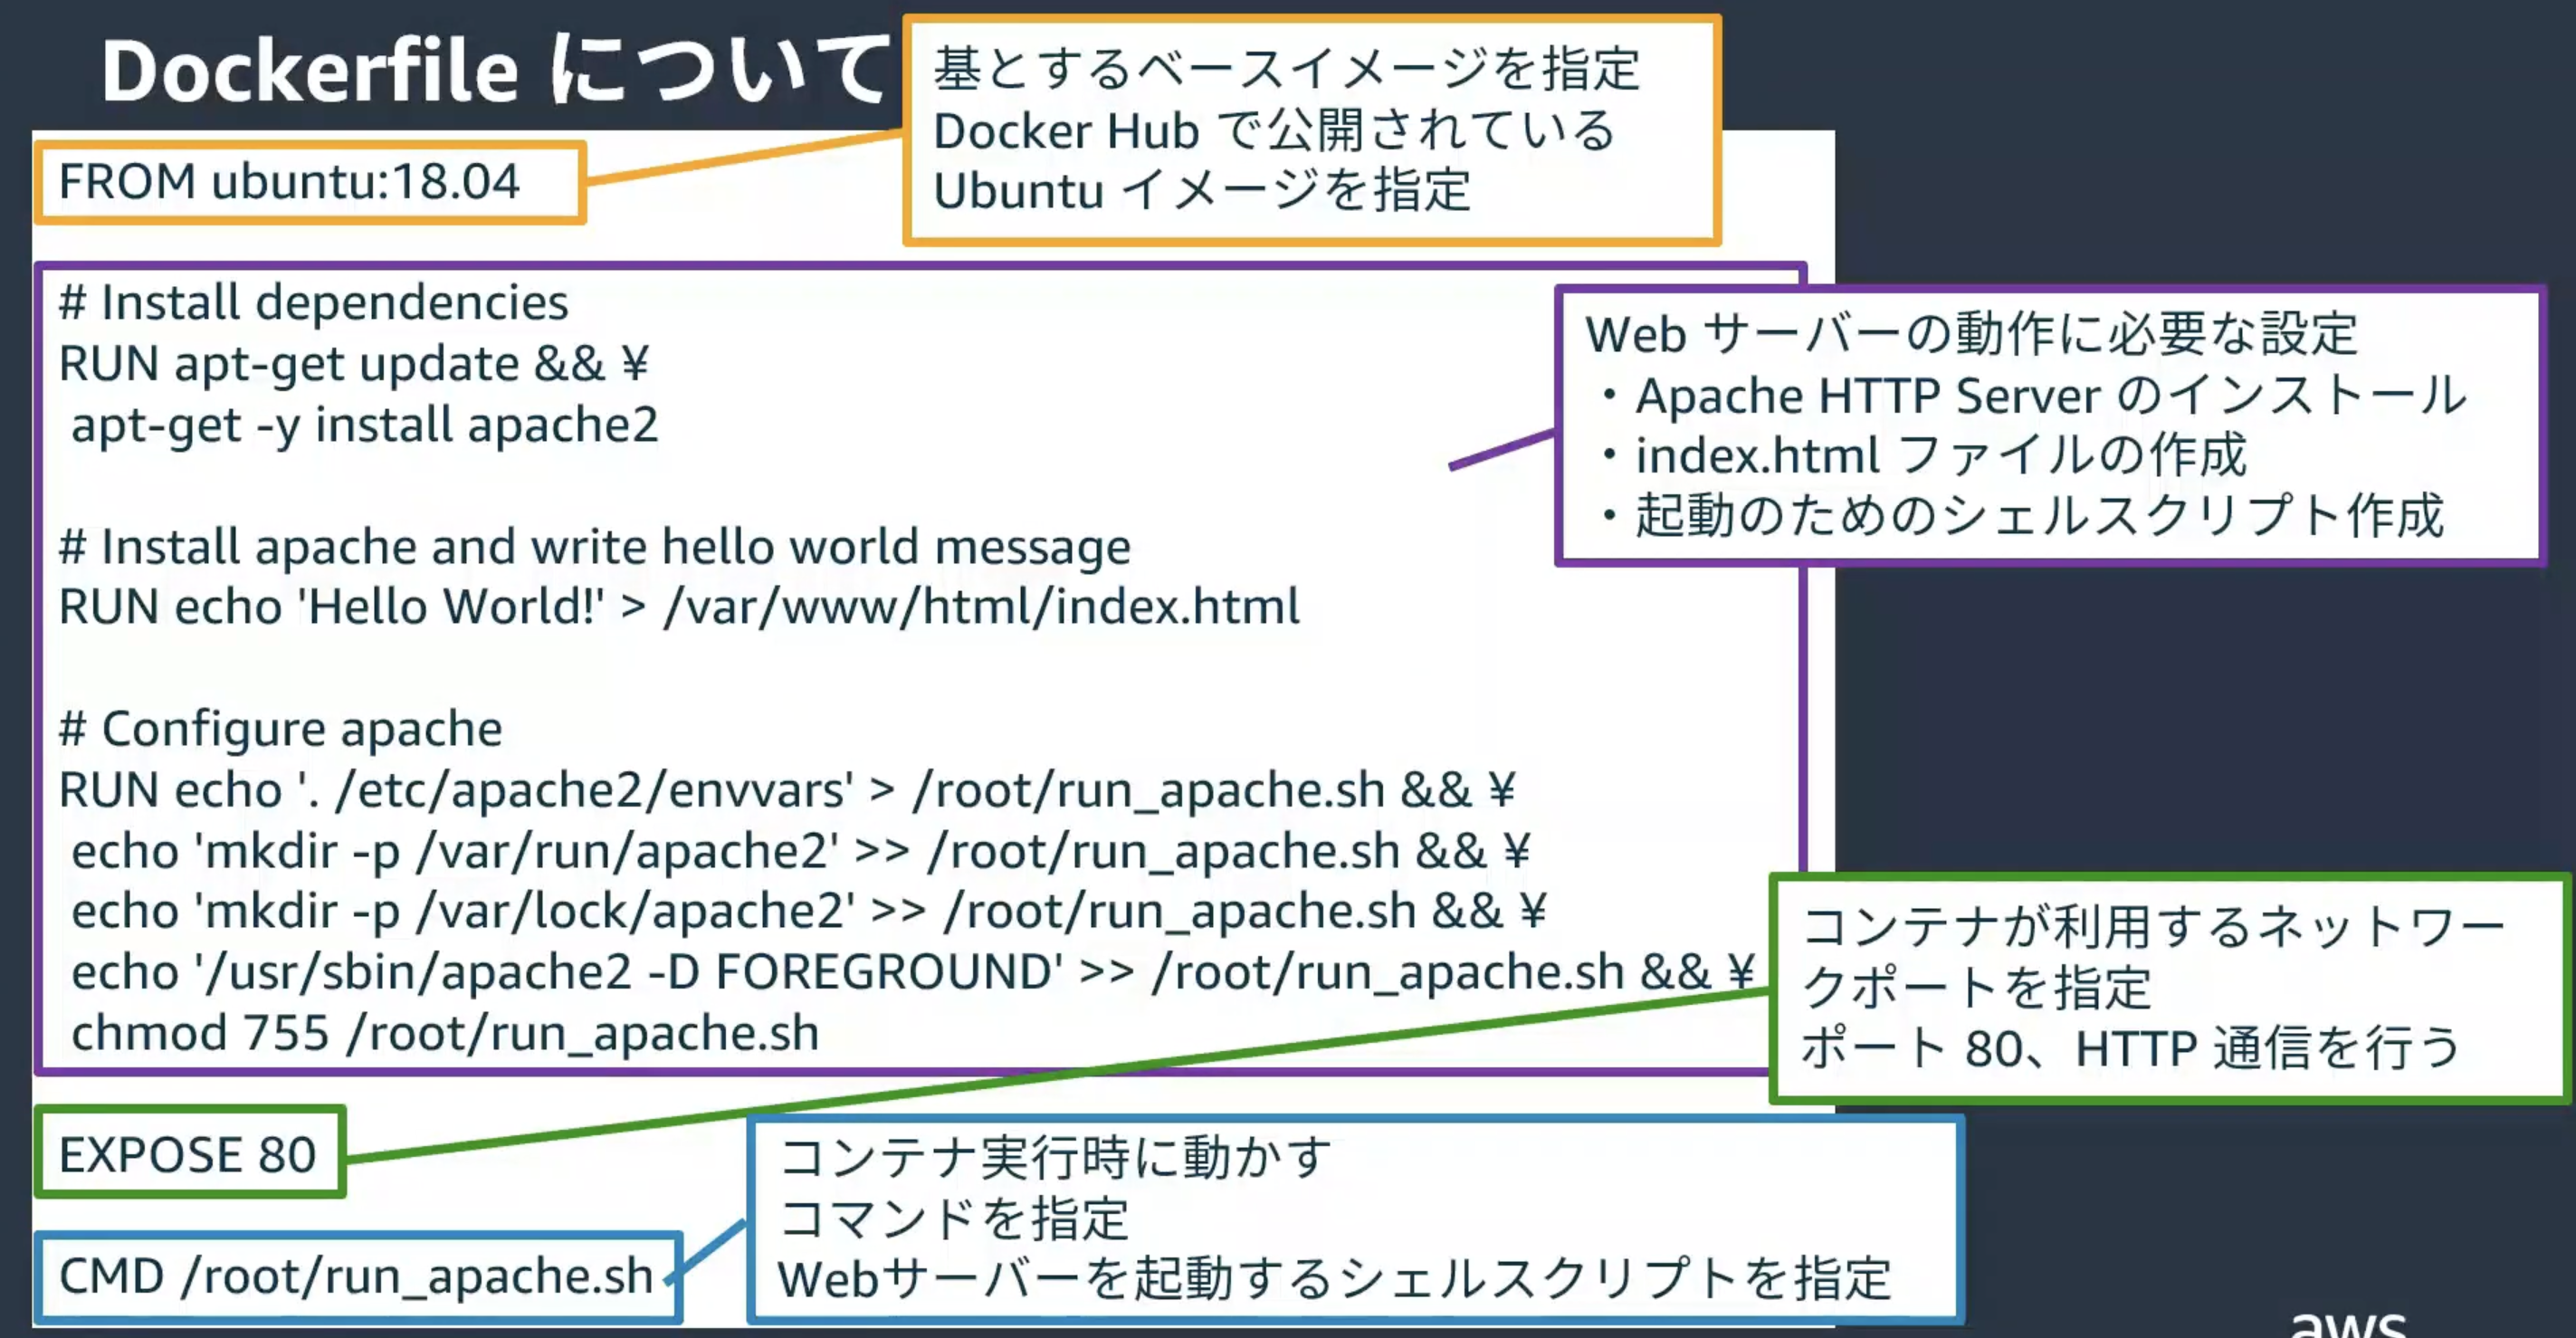 Dockerfile について
基とするベースイメージを指定
Docker Hub で公開されている
Ubuntu イメージを指定
FROM ubuntu:18.04
# Install dependencies
RUN apt-get update && ¥
apt-get -y install apache2
Web サーバーの動作に必要な設定
・Apache HTTP Server のインストール
・index.html ファイルの作成
・起動のためのシェルスクリプト作成
# Install apache and write hello world message
RUN echo 'Hello World!' > /var/www/html/index.html
# Configure apache
RUN echo '. /etc/apache2/envvars' > /root/run_apache.sh && ¥
echo 'mkdir -p /var/run/apache2' >> /root/run_apache.sh && ¥
echo 'mkdir -p /var/lock/apache2' >> /root/run_apache.sh && ¥
echo '/usr/sbin/apache2 -D FOREGROUND' >> /root/run_apache.sh && ¥
chmod 755 /root/run_apache.sh
コンテナが利用するネットワー
クポートを指定
ポート 80、HTTP 通信を行う
EXPOSE 80
コンテナ実行時に動かす
コマンドを指定
Webサーバーを起動するシェルスクリプトを指定
CMD /root/run_apache.sh
aws